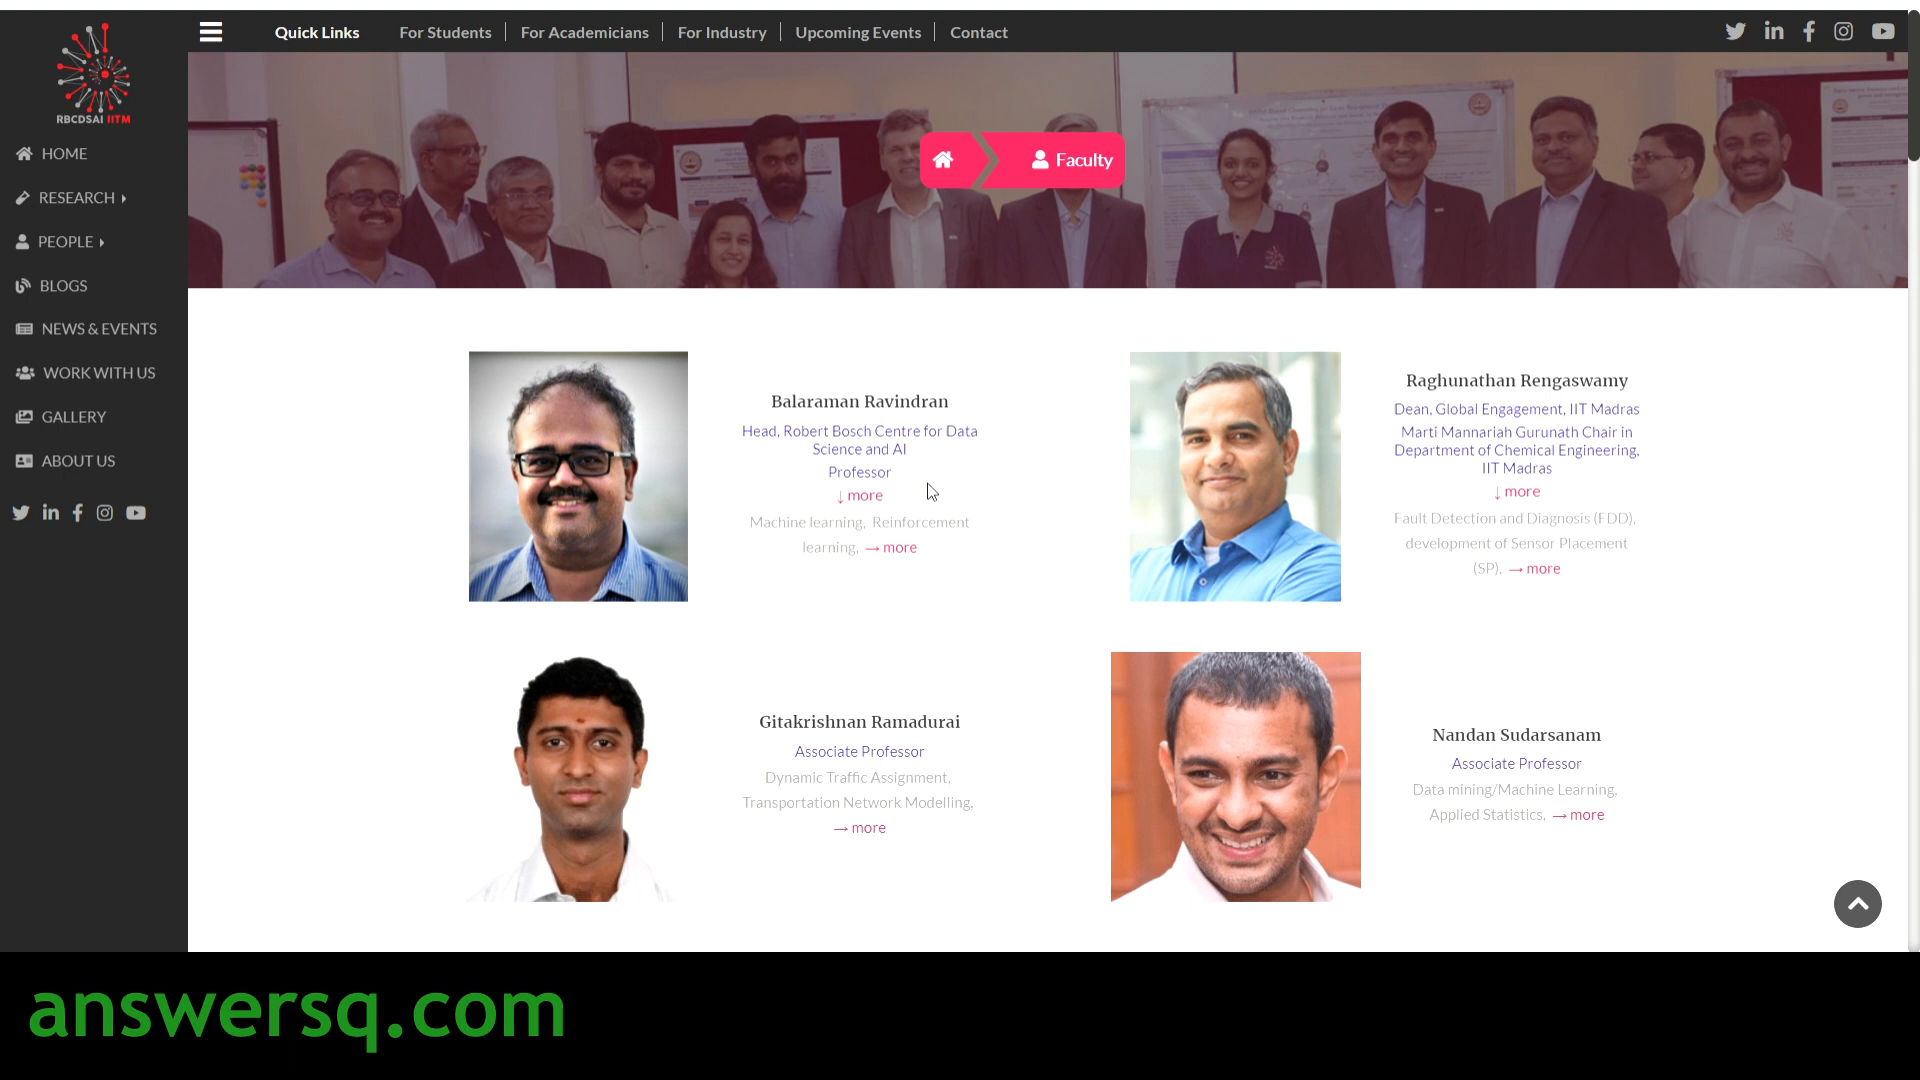 RBCDSAI IITM
HOME
RESEARCH
PEOPLE
BLOGS
NEWS & EVENTS
WORK WITH US
GALLERY
ABOUT US
Quick Links For Students For Academicians For Industry Upcoming Events Contact
Faculty
Balaraman Ravindran
Head, Robert Bosch Centre for Data
Science and AI
Professor
↓ more
Machine learning, Reinforcement
learning, → more
Raghunathan Rengaswamy
Dean, Global Engagement, IIT Madras
Marti Mannariah Gurunath Chair in
Department of Chemical Engineering,
IIT Madras
↓ more
Fault Detection and Diagnosis (FDD),
development of Sensor Placement
(SP), → more
Gitakrishnan Ramadurai
Associate Professor
Dynamic Traffic Assignment,
Transportation Network Modelling,
→ more
Nandan Sudarsanam
Associate Professor
Data mining/Machine Learning,
Applied Statistics, → more
answersq.com